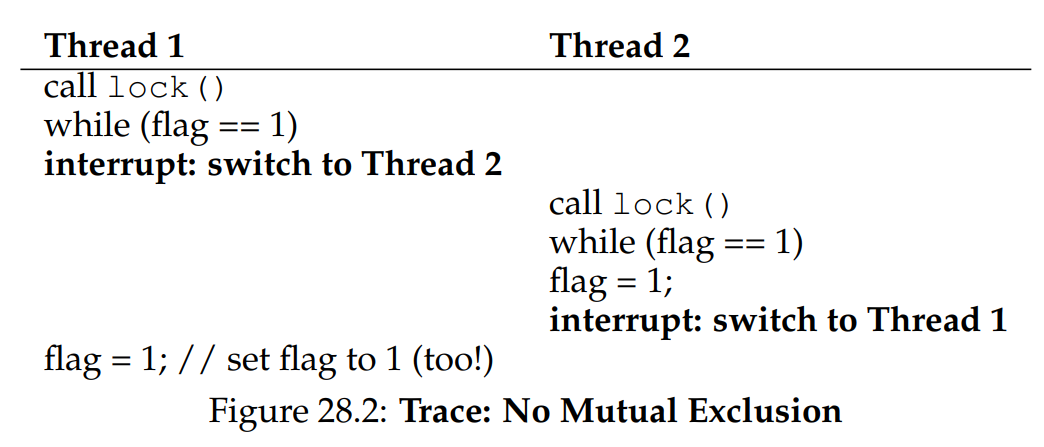 Thread 1 Thread 2
call lock()
while (flag == 1)
interrupt: switch to Thread 2
call lock()
while (flag == 1)
flag = 1;
interrupt: switch to Thread 1
flag = 1; // set flag to 1 (too!)
Figure 28.2: Trace: No Mutual Exclusion